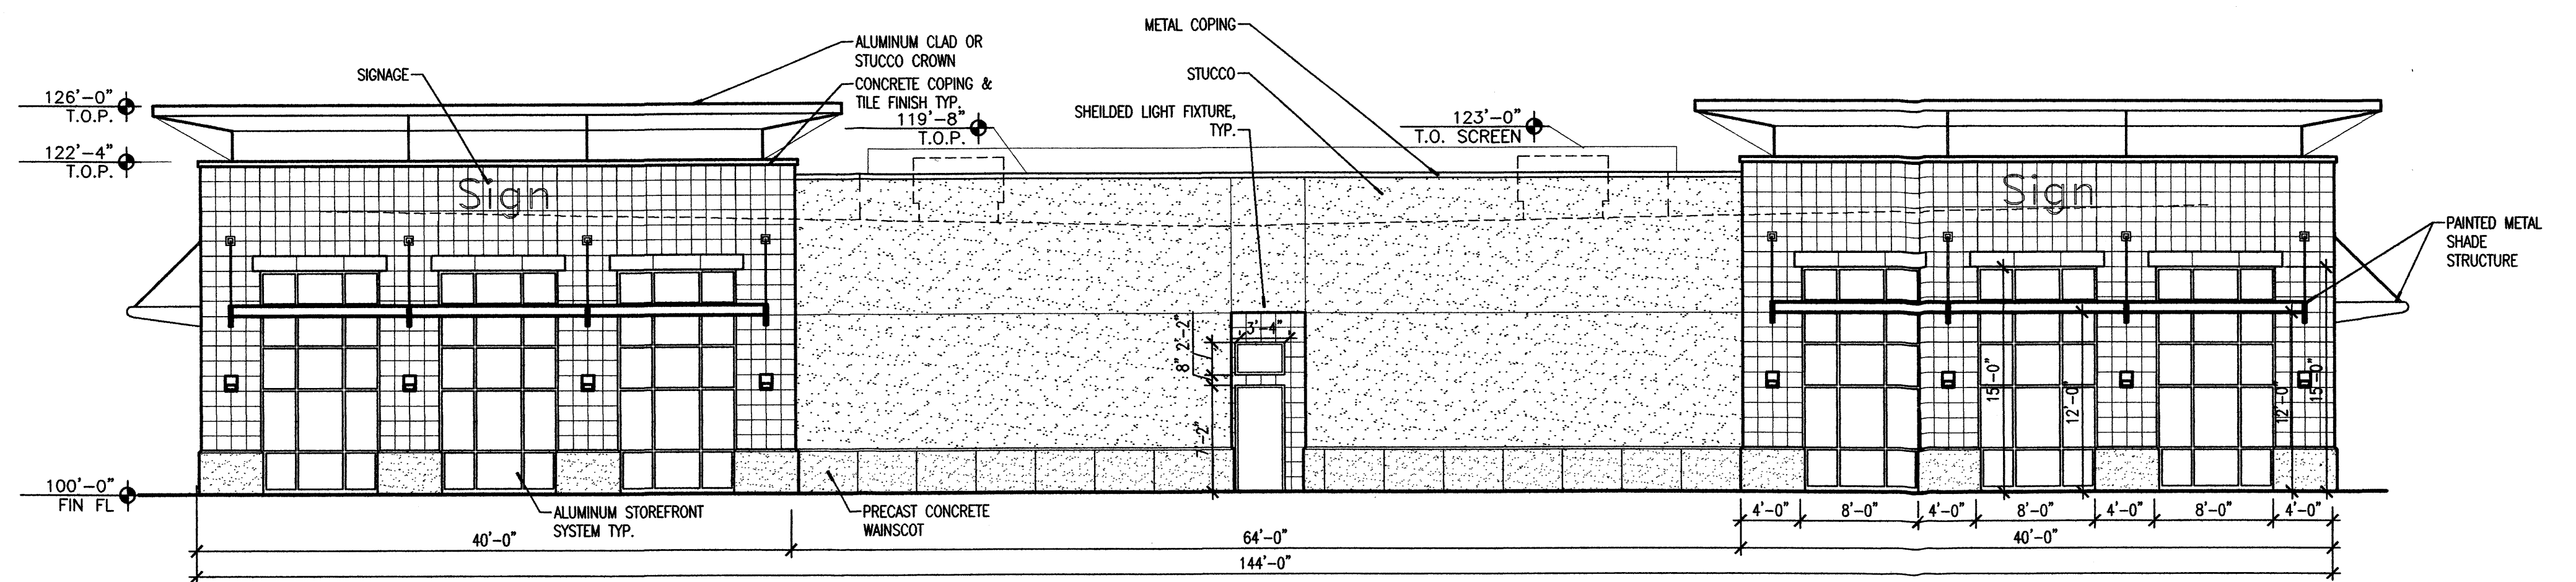 METAL COPING
ALUMINUM CLAD OR
STUCCO CROWN
SIGNAGE
STUCCO
CONCRETE COPING &
TILE FINISH TYP.
126'-0"
T.O.P.
SHEILDED LIGHT FIXTURE,
TYP.
119'-8"
T.O.P.
123'-0"
T.O. SCREEN
122'-4"
T.O.P.
Sign
Sign
PAINTED METAL
SHADE
STRUCTURE
3'-4"
2'-2"
8"
7'-2"
15'-0"
12'-0"
12'-0"
15'-0"
100'-0"
FIN FL
ALUMINUM STOREFRONT
SYSTEM TYP.
PRECAST CONCRETE
WAINSCOT
4'-0"
8'-0"
4'-0"
8'-0"
4'-0"
8'-0"
4'-0"
40'-0"
64'-0"
40'-0"
144'-0"